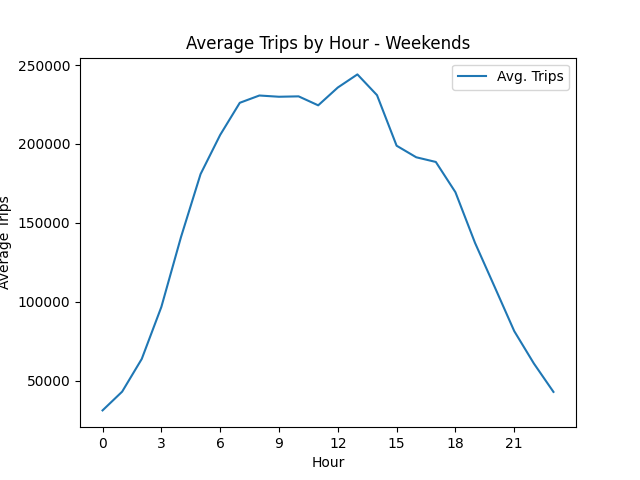 Average Trips by Hour - Weekends
Avg. Trips
250000
200000
150000
100000
50000
Average Trips
0 3 6 9 12 15 18 21
Hour